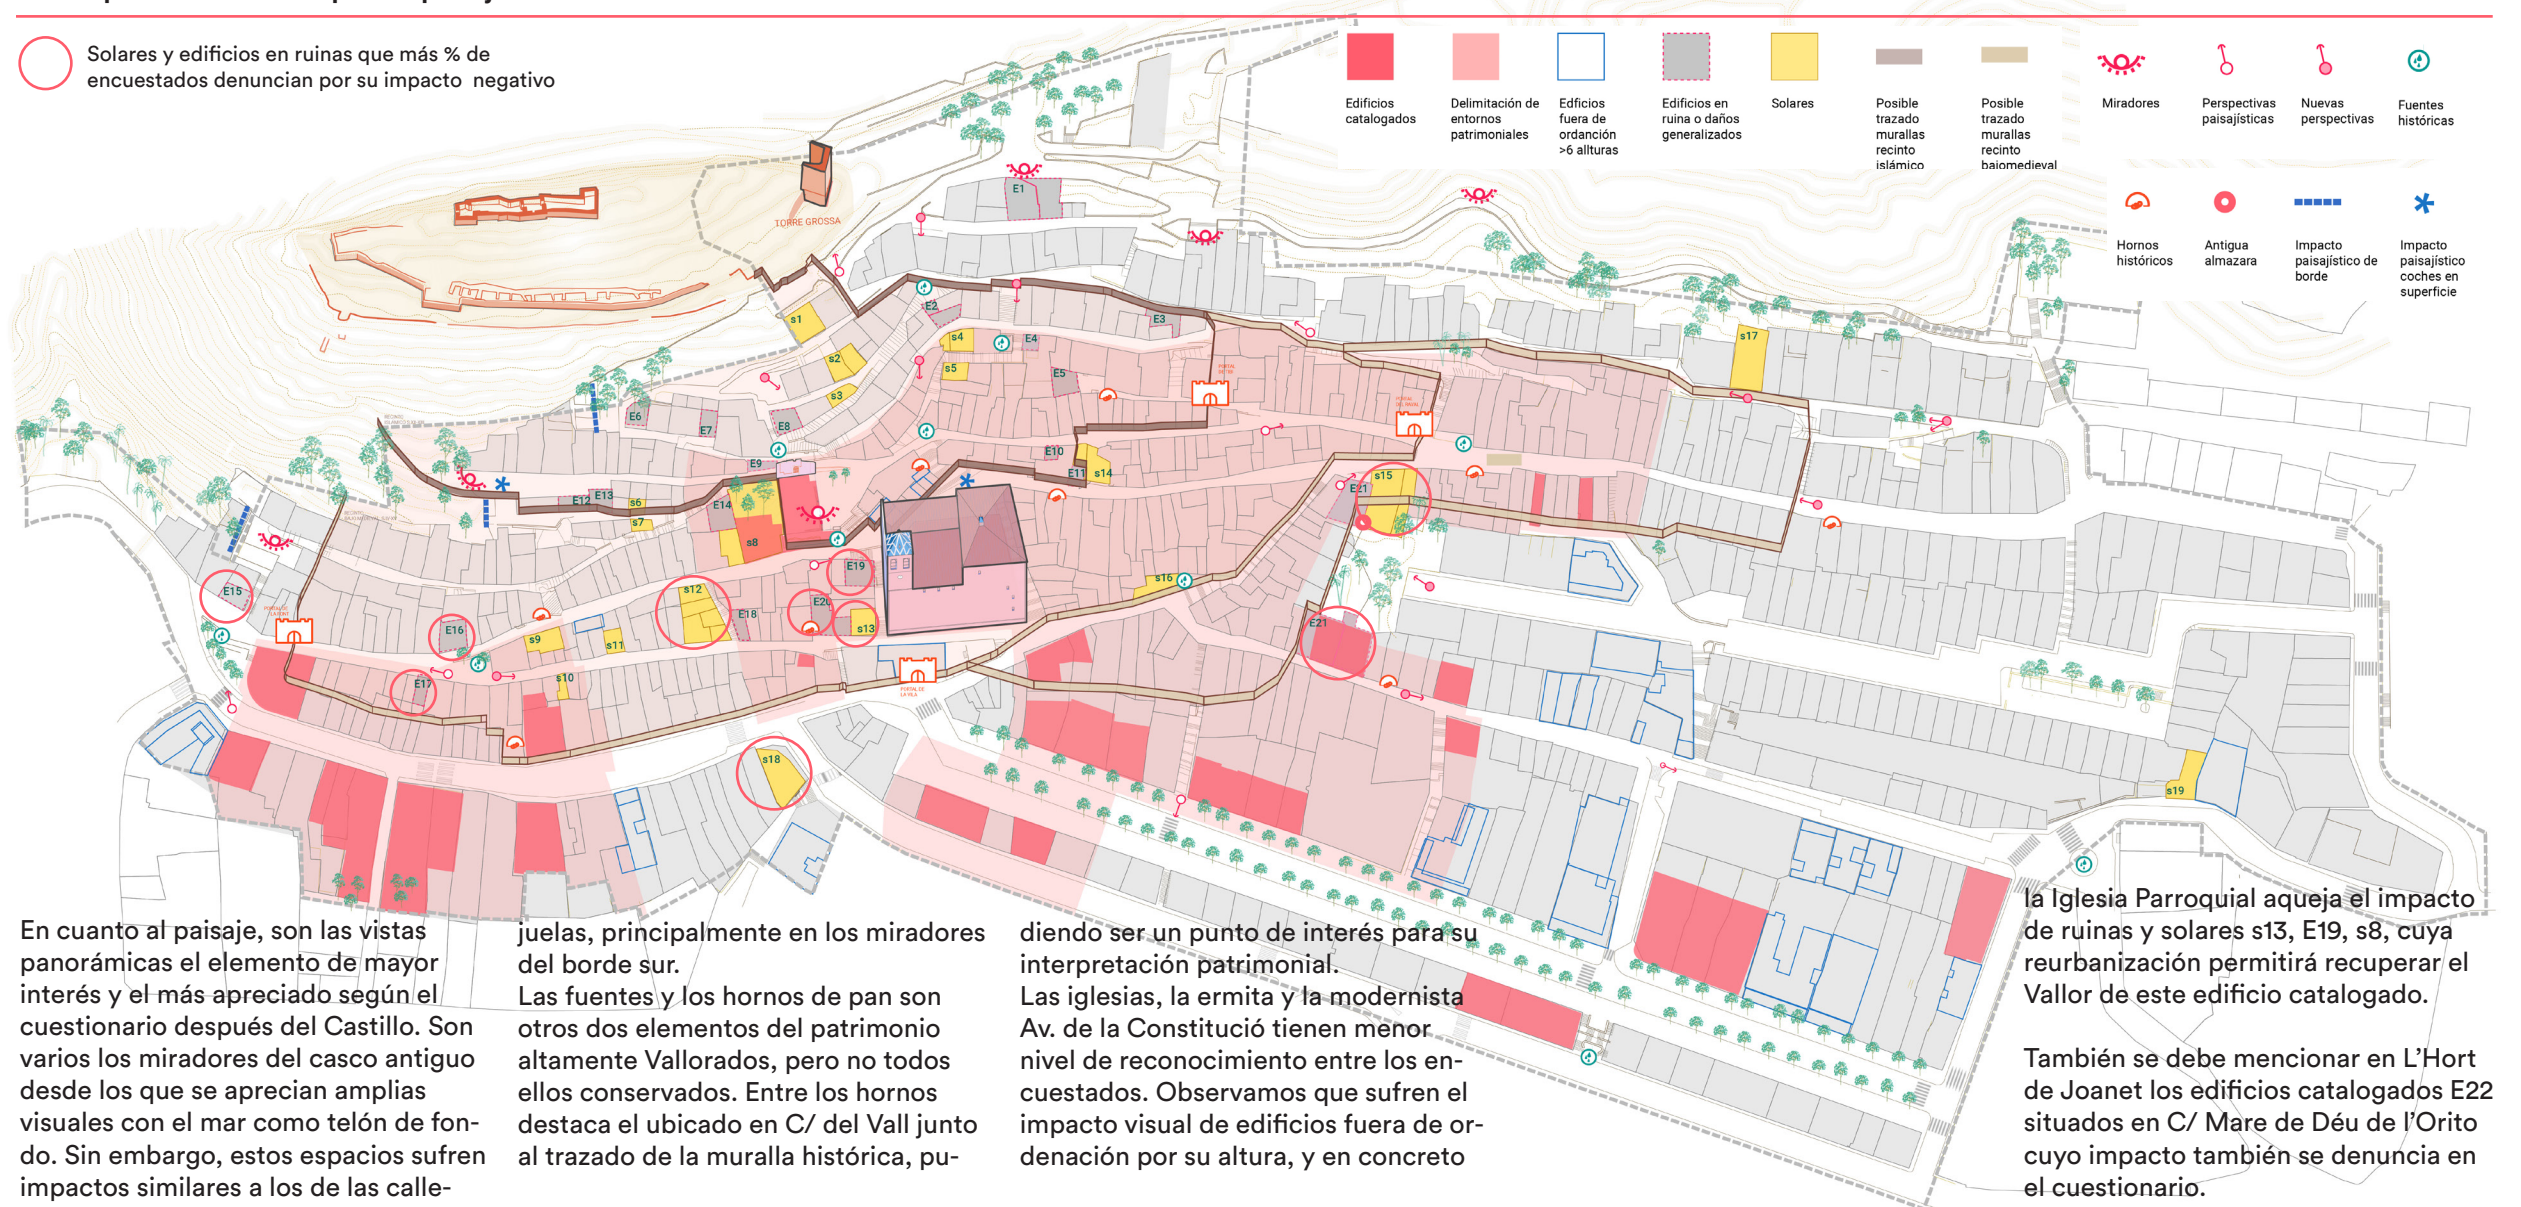 Solares y edificios en ruinas que más % de
encuestados denuncian por su impacto negativo
Edificios
catalogados
Delimitación de
entornos
patrimoniales
Edficios
fuera de
ordanción
>6 allturas
Edificios en
ruina o daños
generalizados
Solares
Posible
trazado
murallas
recinto
islámico
Posible
trazado
murallas
recinto
bajomedieval
Miradores
Perspectivas
paisajísticas
Nuevas
perspectivas
Fuentes
históricas
Hornos
históricos
Antigua
almazara
Impacto
paisajístico de
borde
Impacto
paisajístico
coches en
superficie
TORRE GROSSA
E1
s1
E2
E3
s4
E4
s17
s2
s5
E5
s3
E6
E7
E8
E9
E10
E11
s14
s15
E21
E12
E13
s6
s7
E14
s8
E19
s16
E15
s12
E18
E20
s13
E16
s9
s11
E21
E17
s10
PORTAL DE
LA VILA
s18
s19
En cuanto al paisaje, son las vistas
panorámicas el elemento de mayor
interés y el más apreciado según el
cuestionario después del Castillo. Son
varios los miradores del casco antiguo
desde los que se aprecian amplias
visuales con el mar como telón de fon-
do. Sin embargo, estos espacios sufren
impactos similares a los de las calle-
juelas, principalmente en los miradores
del borde sur.
Las fuentes y los hornos de pan son
otros dos elementos del patrimonio
altamente Vallorados, pero no todos
ellos conservados. Entre los hornos
destaca el ubicado en C/ del Vall junto
al trazado de la muralla histórica, pu-
diendo ser un punto de interés para su
interpretación patrimonial.
Las iglesias, la ermita y la modernista
Av. de la Constitució tienen menor
nivel de reconocimiento entre los en-
cuestados. Observamos que sufren el
impacto visual de edificios fuera de or-
denación por su altura, y en concreto
la Iglesia Parroquial aqueja el impacto
de ruinas y solares s13, E19, s8, cuya
reurbanización permitirá recuperar el
Vallor de este edificio catalogado.
También se debe mencionar en L'Hort
de Joanet los edificios catalogados E22
situados en C/ Mare de Déu de l'Orito
cuyo impacto también se denuncia en
el cuestionario.